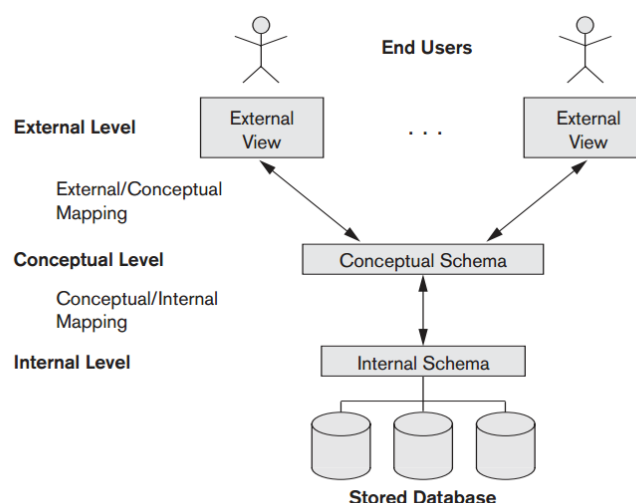 End Users
External Level
External
View
. . .
External
View
External/Conceptual
Mapping
Conceptual Level
Conceptual Schema
Conceptual/Internal
Mapping
Internal Level
Internal Schema
Stored Database